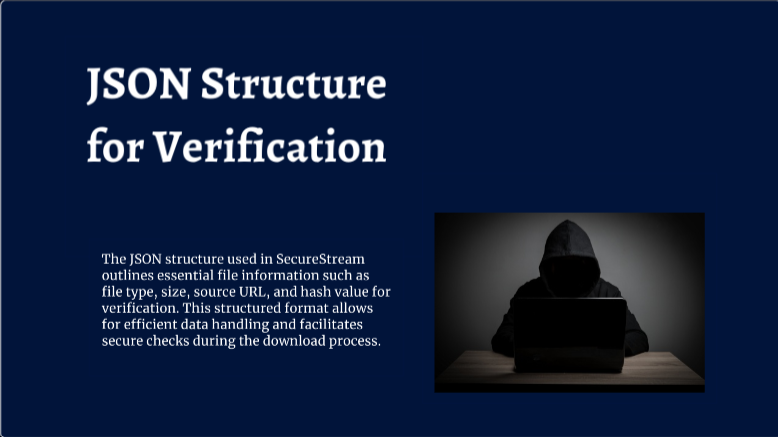 JSON Structure
for Verification
The JSON structure used in SecureStream
outlines essential file information such as
file type, size, source URL, and hash value for
verification. This structured format allows
for efficient data handling and facilitates
secure checks during the download process.